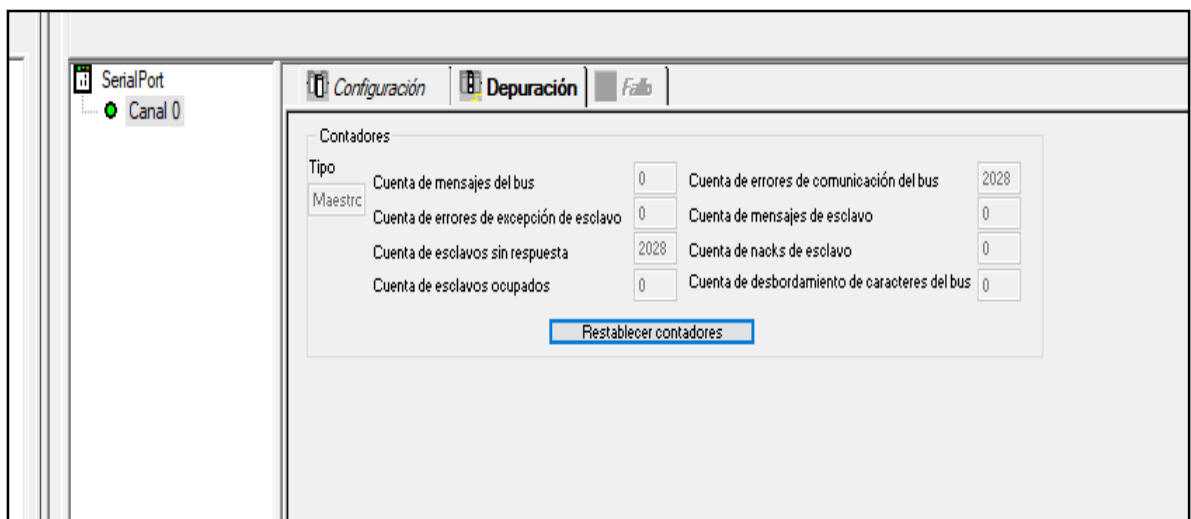 SerialPort
Canal 0
Configuración
Depuración
Fallo
Contadores
Tipo
Maestro
Cuenta de mensajes del bus 0
Cuenta de errores de comunicación del bus 2028
Cuenta de errores de excepción de esclavo 0
Cuenta de mensajes de esclavo 0
Cuenta de esclavos sin respuesta 2028
Cuenta de nacks de esclavo 0
Cuenta de esclavos ocupados 0
Cuenta de desbordamiento de caracteres del bus 0
Restablecer contadores